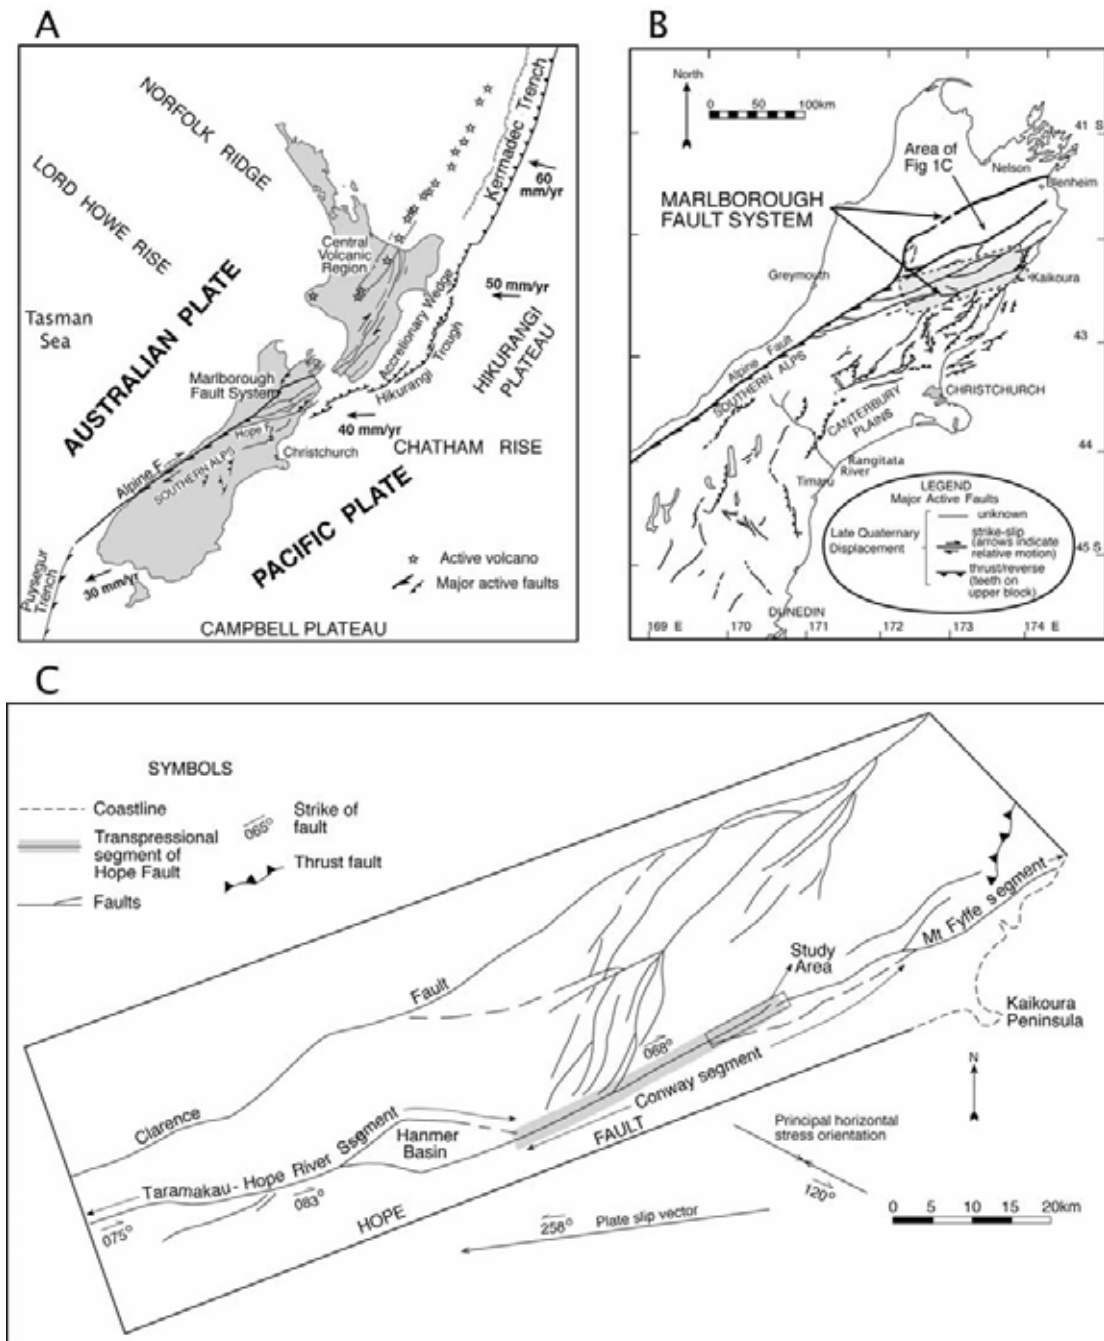 A
NORFOLK RIDGE
LORD HOWE RISE
Kermadec Trench
60
mm/yr
Central
Volcanic
Region
50 mm/yr
Tasman
Sea
AUSTRALIAN PLATE
Accretionary Wedge
Hikurangi Trough
HIKURANGI
PLATEAU
Marlborough
Fault System
40 mm/yr
Hope F.
CHATHAM RISE
Alpine F.
SOUTHERN ALPS
Christchurch
PACIFIC PLATE
Puysegur
Trench
30 mm/yr
Active volcano
Major active faults
CAMPBELL PLATEAU
B
169 E
170
171
172
173
174 E
North
0 50 100km
41 S
Area of
Fig 1C
Nelson
Blenheim
MARLBOROUGH
FAULT SYSTEM
Greymouth
Kaikoura
43
Alpine Fault
SOUTHERN ALPS
CHRISTCHURCH
CANTERBURY
PLAINS
44
Rangitata
River
Timaru
LEGEND
Major Active Faults
Late Quaternary
Displacement
unknown
strike-slip
(arrows indicate
relative motion)
thrust/reverse
(teeth on
upper block)
45 S
DUNEDIN
169 E
170
171
172
173
174 E
C
SYMBOLS
Coastline
Transpressional
segment of
Hope Fault
Faults
065°
Strike of
fault
Thrust fault
Mt Fyffe segment
Study
Area
Fault
Kaikoura
Peninsula
068°
Conway segment
N
Clarence
FAULT
Hanmer
Basin
Principal horizontal
stress orientation
Taramakau-Hope River Ssgment
083°
120°
075°
HOPE
258°
Plate slip vector
0 5 10 15 20km